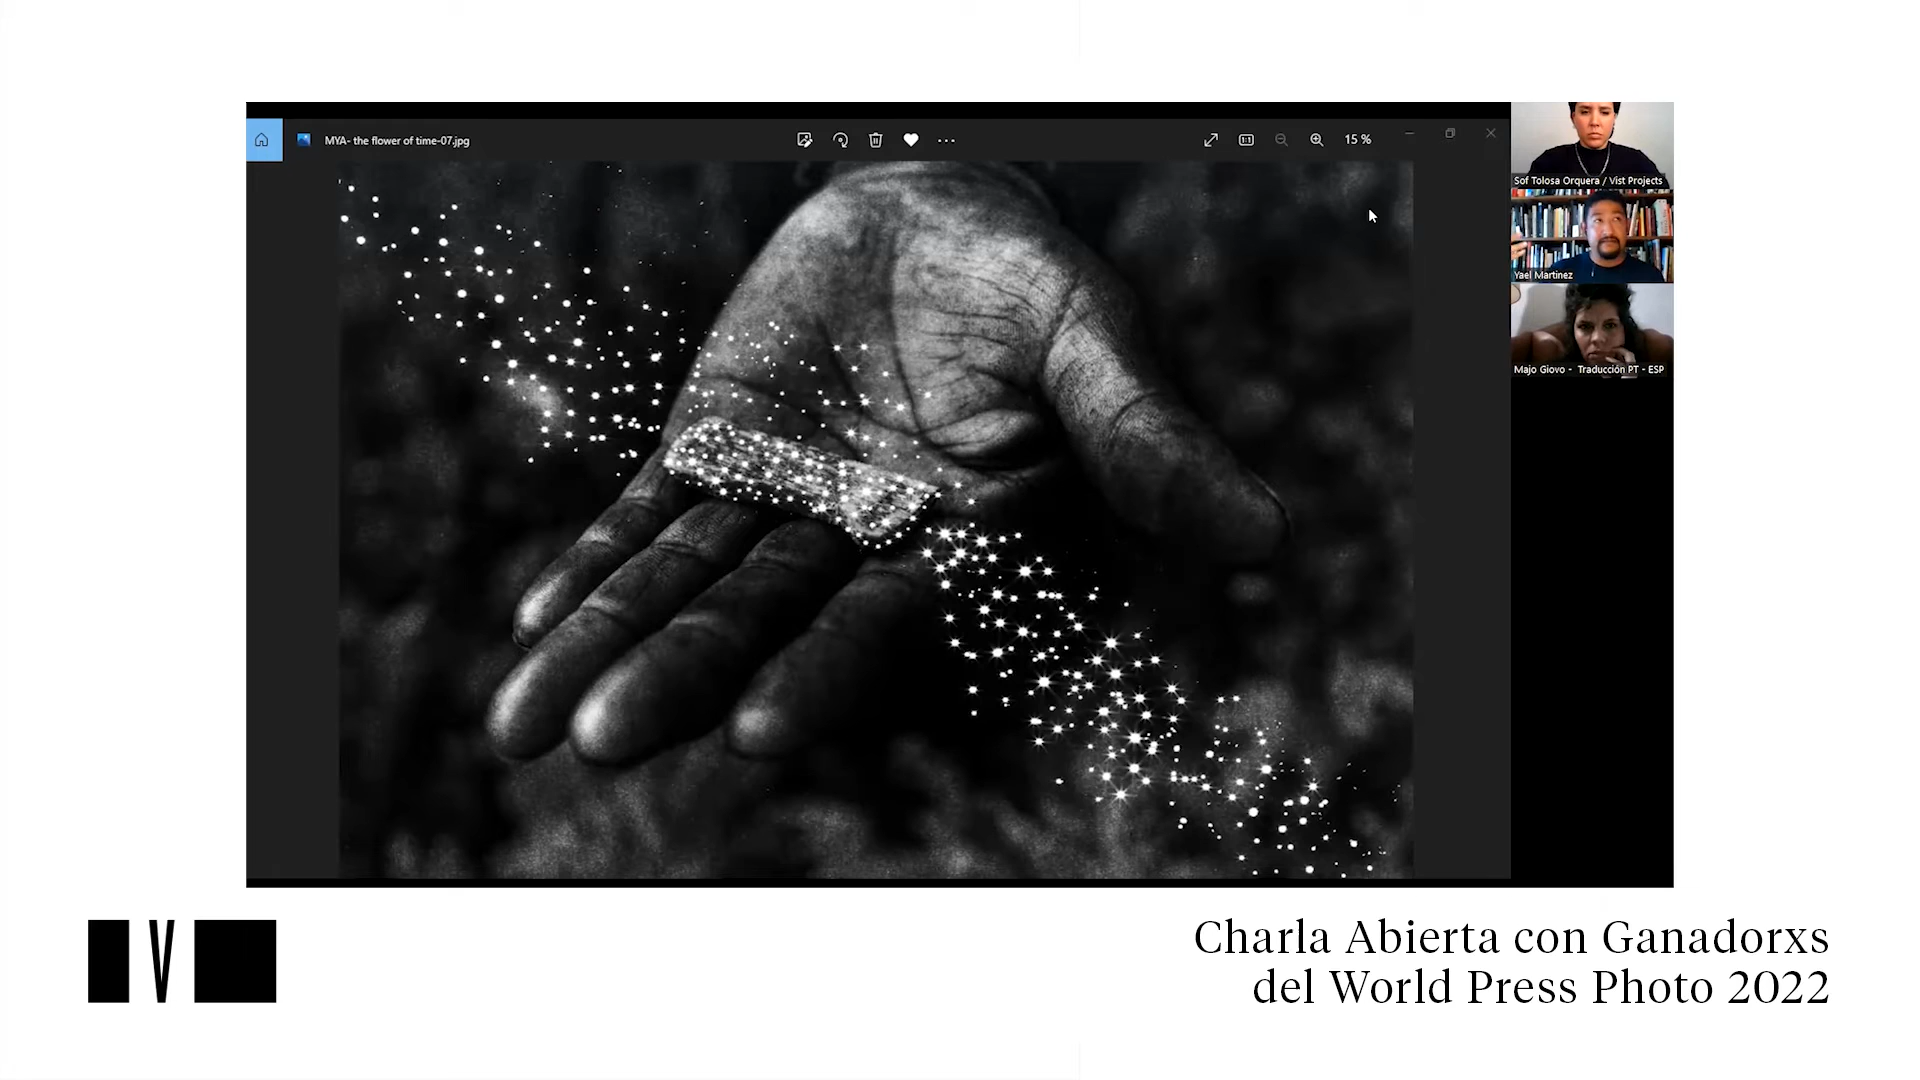 MYA- the flower of time-07.jpg
15 %
Sof Tolosa Orquera / Vist Projects
Yael Martinez
Majo Giovo - Traducción PT - ESP
V
Charla Abierta con Ganadorxs
del World Press Photo 2022